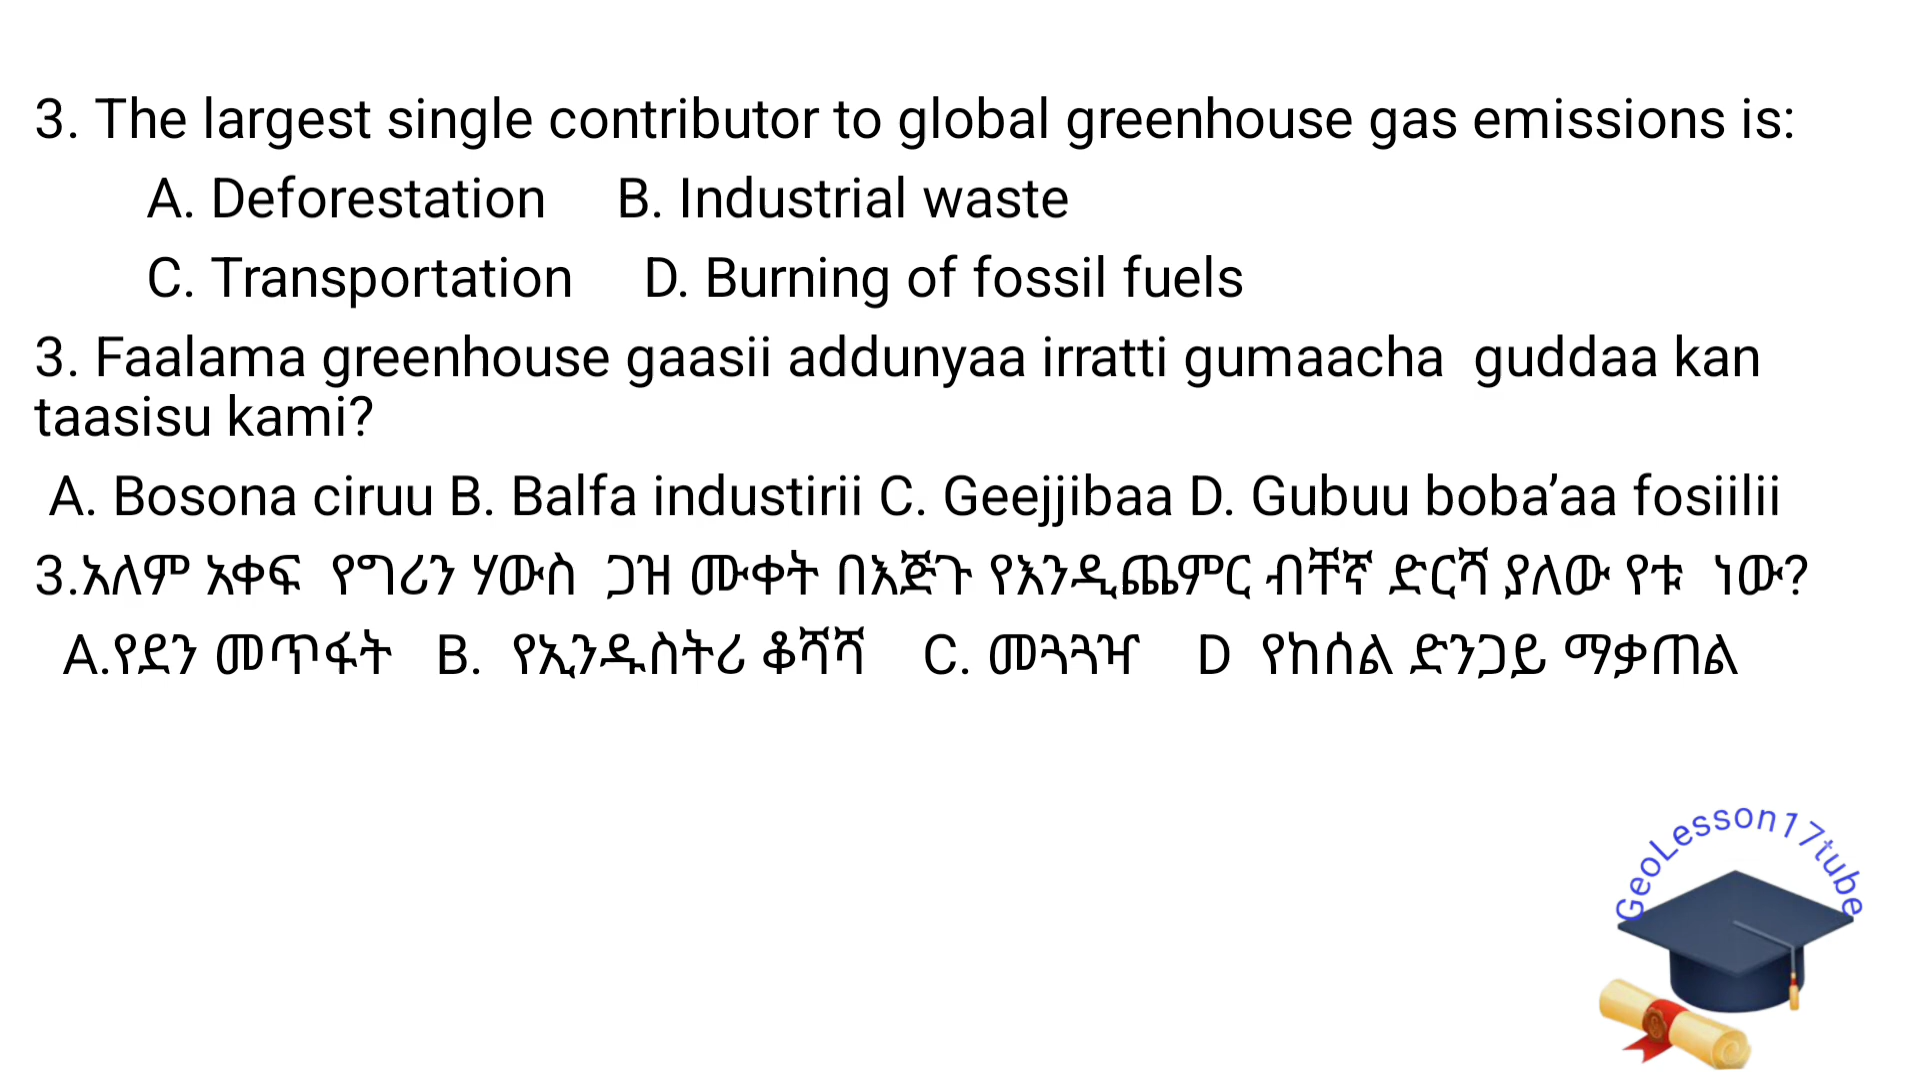 3. The largest single contributor to global greenhouse gas emissions is:
A. Deforestation B. Industrial waste
C. Transportation D. Burning of fossil fuels
3. Faalama greenhouse gaasii addunyaa irratti gumaacha guddaa kan
taasisu kami?
A. Bosona ciruu B. Balfa industirii C. Geejjibaa D. Gubuu boba’aa fosiilii
3.አለም አቀፍ የግሪን ሃውስ ጋዝ ሙቀት በእጅጉ የእንዲጨምር ብቸኛ ድርሻ ያለው የቱ ነው?
A.የደን መጥፋት B. የኢንዱስትሪ ቆሻሻ C. መጓጓዣ D የከሰል ድንጋይ ማቃጠል
GeoLesson17tube